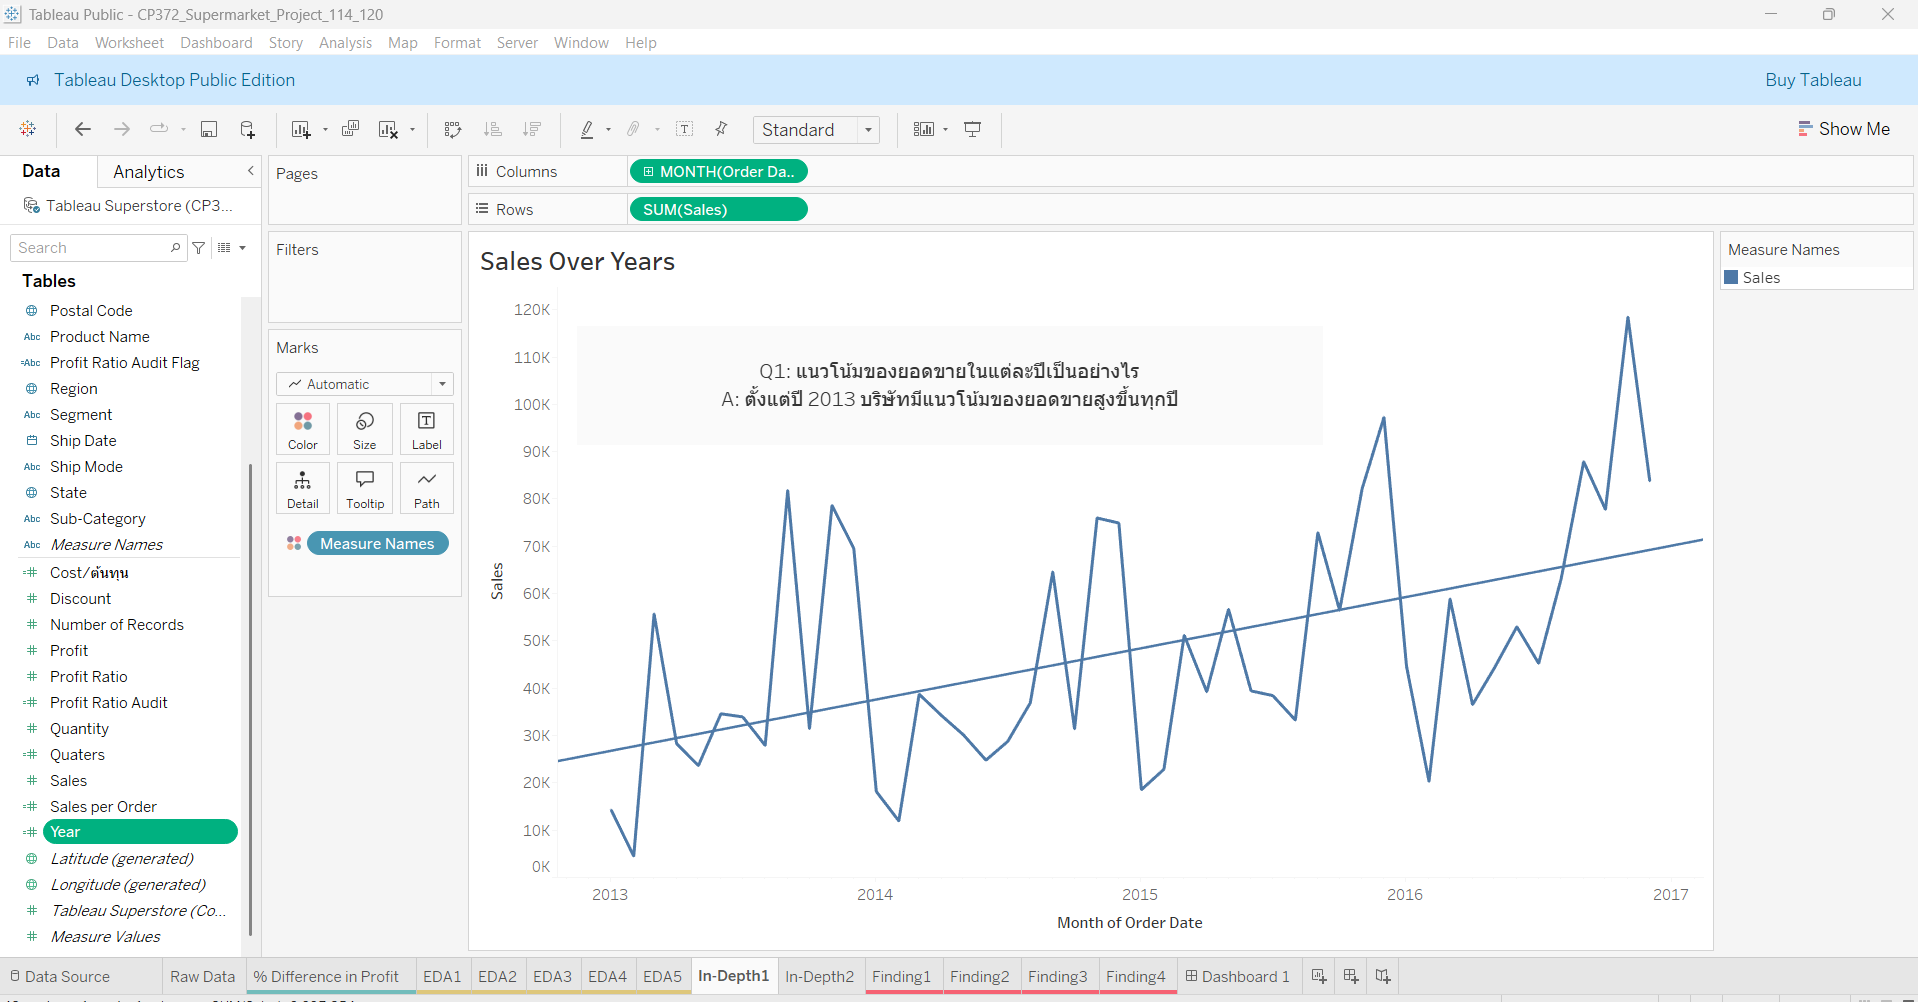 Tableau Public - CP372_Supermarket_Project_114_120
File Data Worksheet Dashboard Story Analysis Map Format Server Window Help
Tableau Desktop Public Edition
Buy Tableau
Standard
Show Me
Data Analytics
Tableau Superstore (CP3...
Search
Tables
Postal Code
Abc Product Name
=Abc Profit Ratio Audit Flag
Region
Abc Segment
Ship Date
Abc Ship Mode
State
Abc Sub-Category
Abc Measure Names
=# Cost/ต้นทุน
# Discount
# Number of Records
# Profit
# Profit Ratio
=# Profit Ratio Audit
# Quantity
=# Quaters
# Sales
=# Sales per Order
=# Year
Latitude (generated)
Longitude (generated)
# Tableau Superstore (Co...
# Measure Values
Pages
Filters
Marks
Automatic
Color Size Label
Detail Tooltip Path
Measure Names
Columns MONTH(Order Da..
Rows SUM(Sales)
Sales Over Years
Q1: แนวโน้มของยอดขายในแต่ละปีเป็นอย่างไร
A: ตั้งแต่ปี 2013 บริษัทมีแนวโน้มของยอดขายสูงขึ้นทุกปี
Sales
120K
110K
100K
90K
80K
70K
60K
50K
40K
30K
20K
10K
0K
2013 2014 2015 2016 2017
Month of Order Date
Measure Names
Sales
Data Source Raw Data % Difference in Profit EDA1 EDA2 EDA3 EDA4 EDA5 In-Depth1 In-Depth2 Finding1 Finding2 Finding3 Finding4 Dashboard 1